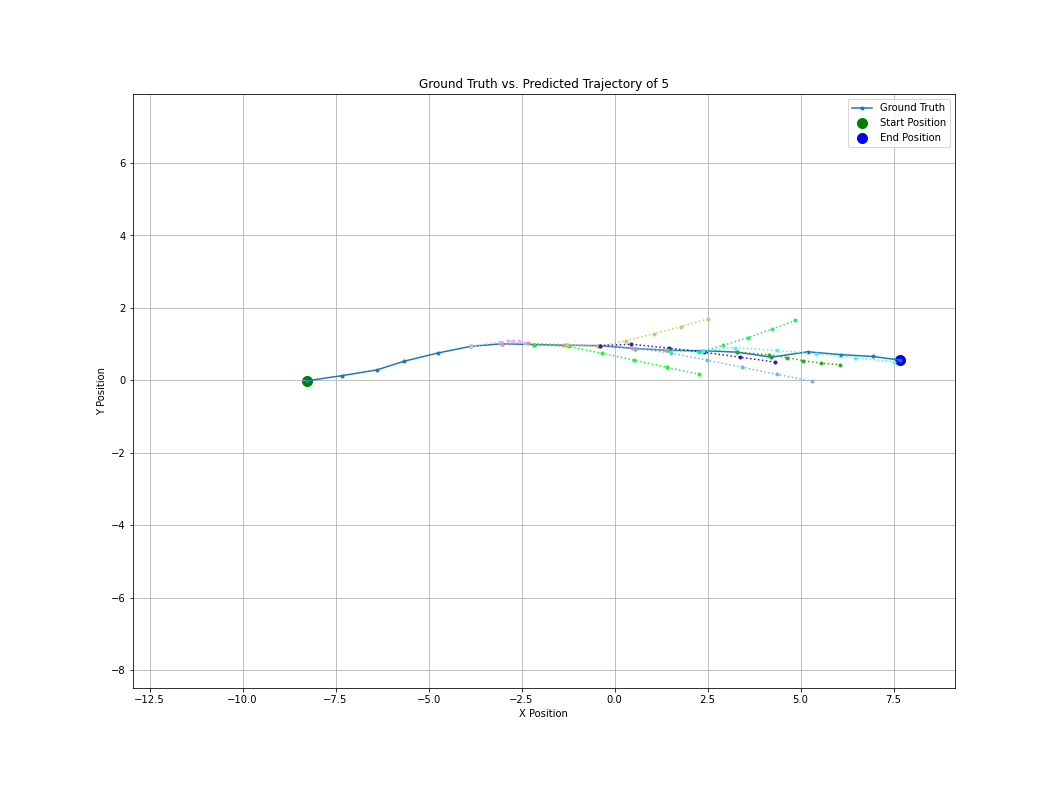 Ground Truth vs. Predicted Trajectory of 5
Ground Truth
Start Position
End Position
6
4
2
0
−2
−4
−6
−8
Y Position
−12.5 −10.0 −7.5 −5.0 −2.5 0.0 2.5 5.0 7.5
X Position